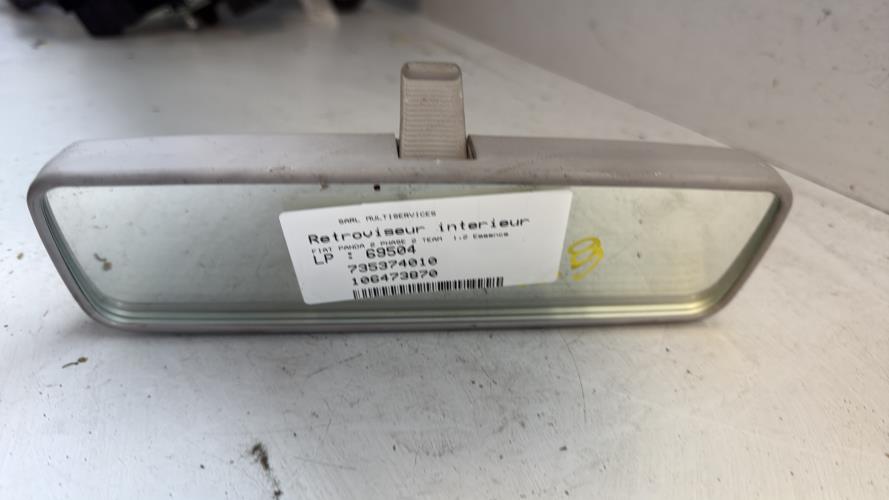 SARL MULTISERVICES
Retroviseur interieur
FIAT PANDA 2 PHASE 2 TEAM 1.2 Essence
LP : 69504
735374010
106473870